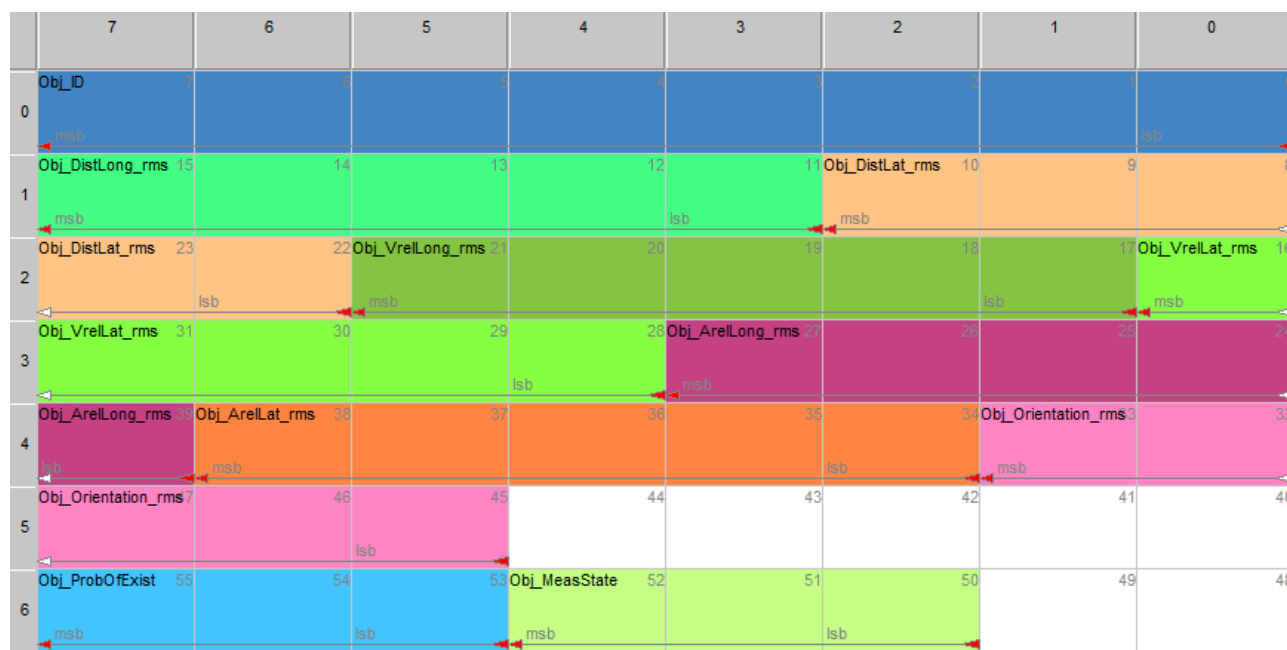 7 6 5 4 3 2 1 0
0
Obj_ID 7 6 5 4 3 2 1
msb lsb
1
Obj_DistLong_rms 15 14 13 12 11 Obj_DistLat_rms 10 9 8
msb lsb msb
2
Obj_DistLat_rms 23 22 Obj_VrelLong_rms 21 20 19 18 17 Obj_VrelLat_rms 16
lsb msb lsb msb
3
Obj_VrelLat_rms 31 30 29 28 Obj_ArelLong_rms 27 26 25 24
lsb msb
4
Obj_ArelLong_rms 39 Obj_ArelLat_rms 38 37 36 35 34 Obj_Orientation_rms 33 32
lsb msb lsb msb
5
Obj_Orientation_rms 47 46 45 44 43 42 41 40
lsb
6
Obj_ProbOfExist 55 54 53 Obj_MeasState 52 51 50 49 48
msb lsb msb lsb